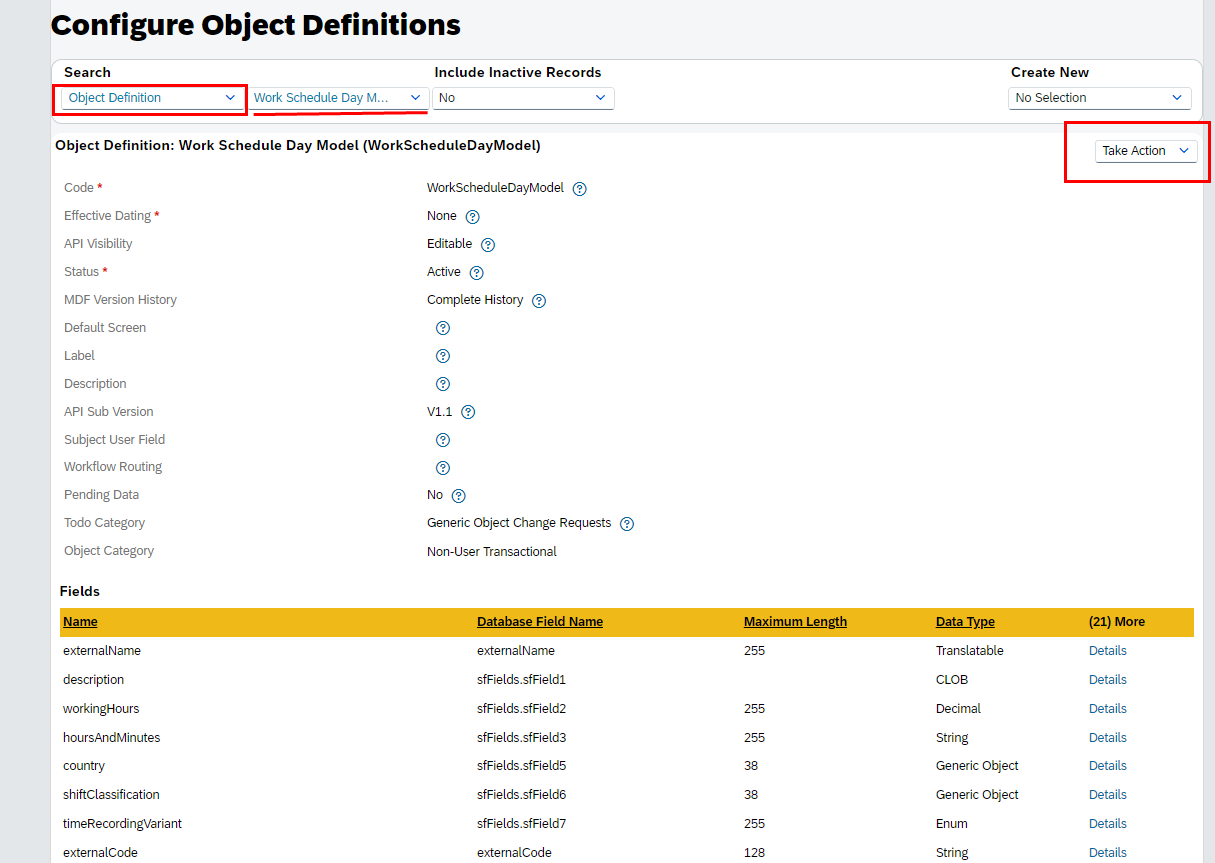 Configure Object Definitions
Search Include Inactive Records Create New
Object Definition Work Schedule Day M... No No Selection
Object Definition: Work Schedule Day Model (WorkScheduleDayModel) Take Action
Code * WorkScheduleDayModel ?
Effective Dating * None ?
API Visibility Editable ?
Status * Active ?
MDF Version History Complete History ?
Default Screen ?
Label ?
Description ?
API Sub Version V1.1 ?
Subject User Field ?
Workflow Routing ?
Pending Data No ?
Todo Category Generic Object Change Requests ?
Object Category Non-User Transactional
Fields
Name Database Field Name Maximum Length Data Type (21) More
externalName externalName 255 Translatable Details
description sfFields.sfField1 CLOB Details
workingHours sfFields.sfField2 255 Decimal Details
hoursAndMinutes sfFields.sfField3 255 String Details
country sfFields.sfField5 38 Generic Object Details
shiftClassification sfFields.sfField6 38 Generic Object Details
timeRecordingVariant sfFields.sfField7 255 Enum Details
externalCode externalCode 128 String Details